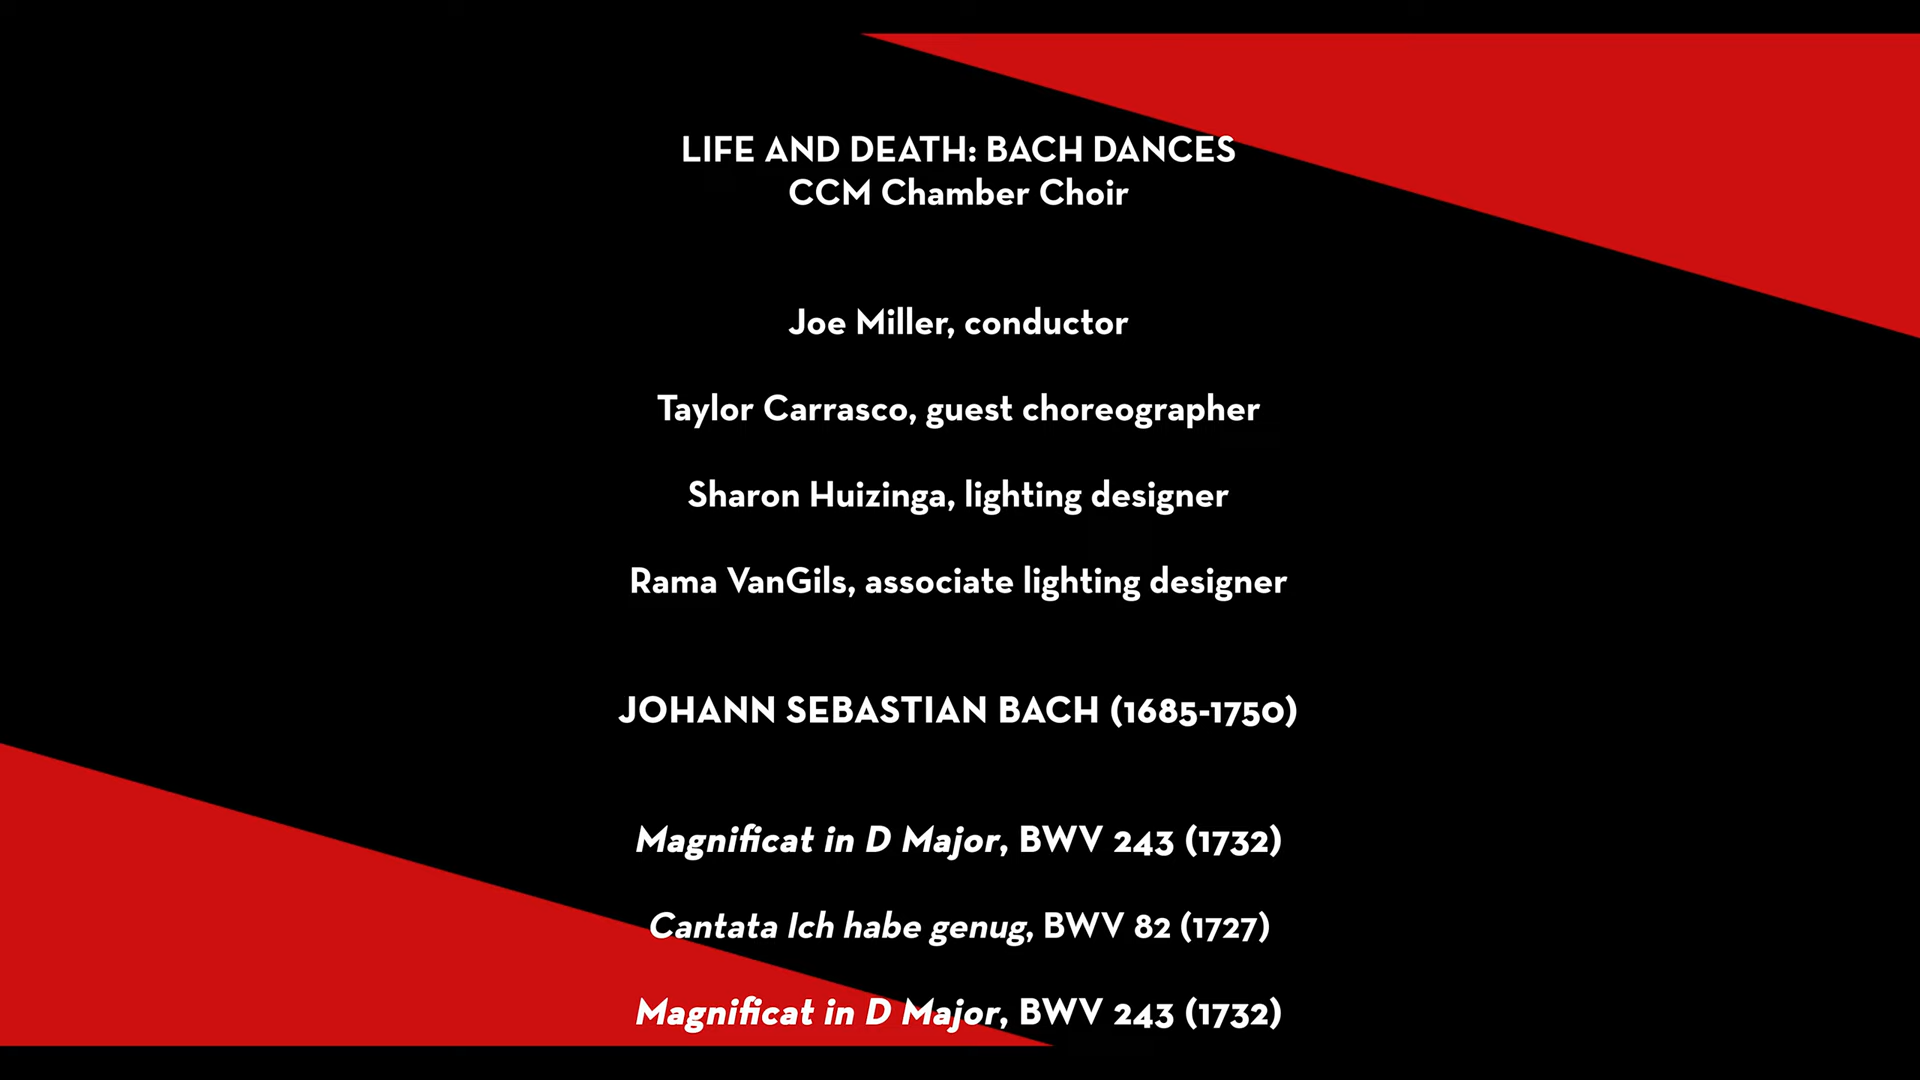 LIFE AND DEATH: BACH DANCES
CCM Chamber Choir
Joe Miller, conductor
Taylor Carrasco, guest choreographer
Sharon Huizinga, lighting designer
Rama VanGils, associate lighting designer
JOHANN SEBASTIAN BACH (1685-1750)
Magnificat in D Major, BWV 243 (1732)
Cantata Ich habe genug, BWV 82 (1727)
Magnificat in D Major, BWV 243 (1732)